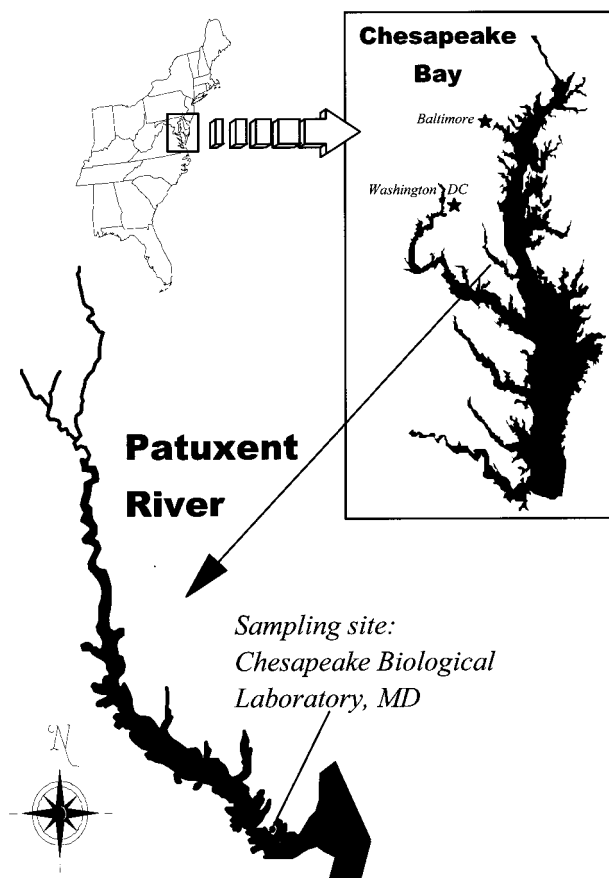 Chesapeake
Bay
Baltimore
Washington DC
Patuxent
River
Sampling site:
Chesapeake Biological
Laboratory, MD
N